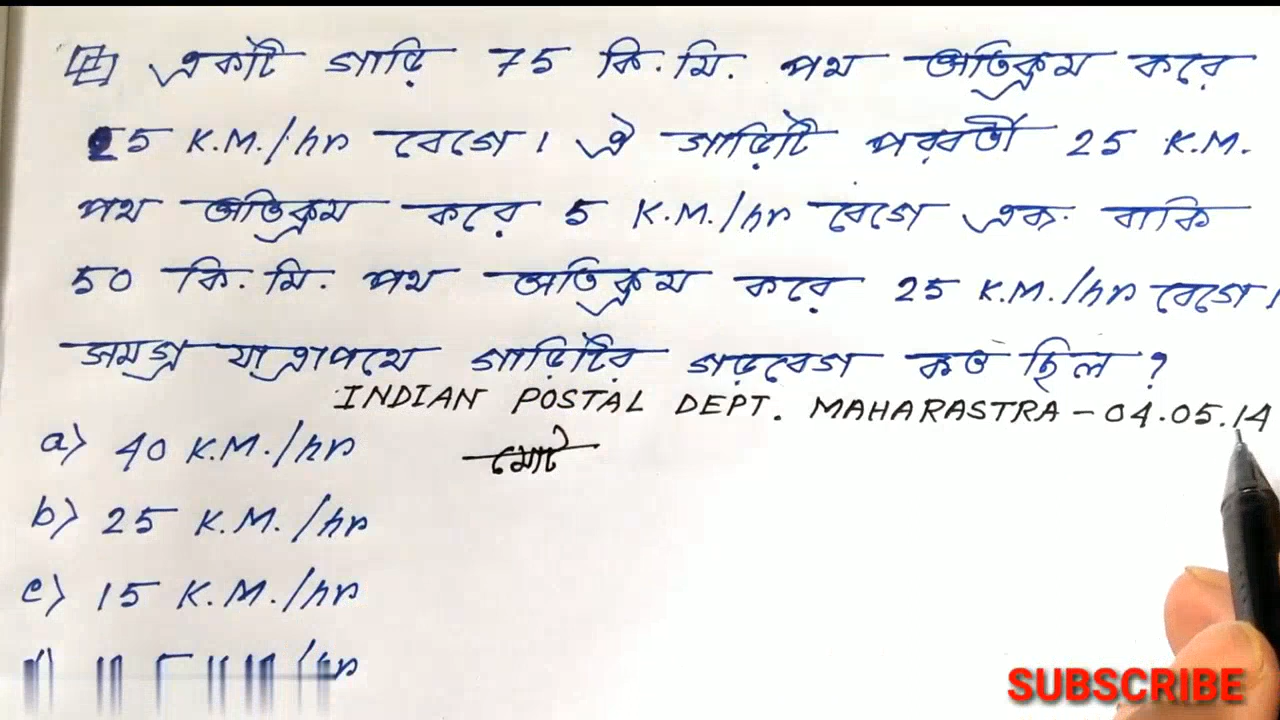 একটি গাড়ি 75 কি.মি. পথ অতিক্রম করে
25 K.M./hr বেগে। ঐ গাড়িটি পরবর্তী 25 K.M.
পথ অতিক্রম করে 5 K.M./hr বেগে এবং বাকি
50 কি.মি. পথ অতিক্রম করে 25 K.M./hr বেগে।
সমগ্র যাত্রাপথে গাড়িটির গড়বেগ কত ছিল ?
INDIAN POSTAL DEPT. MAHARASTRA - 04.05.14
a) 40 K.M./hr
মোট
b) 25 K.M./hr
c) 15 K.M./hr
SUBSCRIBE